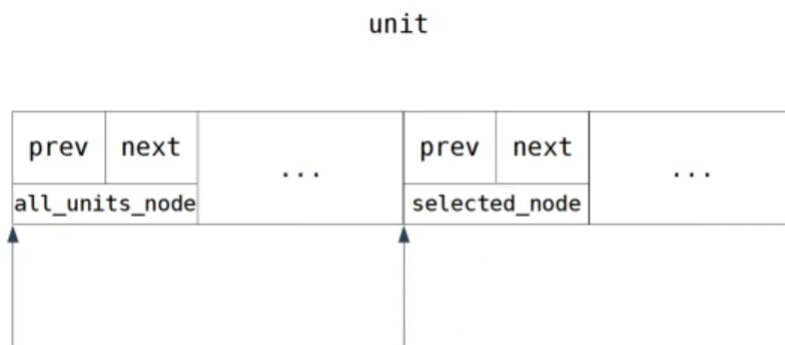 unit
prev next ... prev next ...
all_units_node selected_node